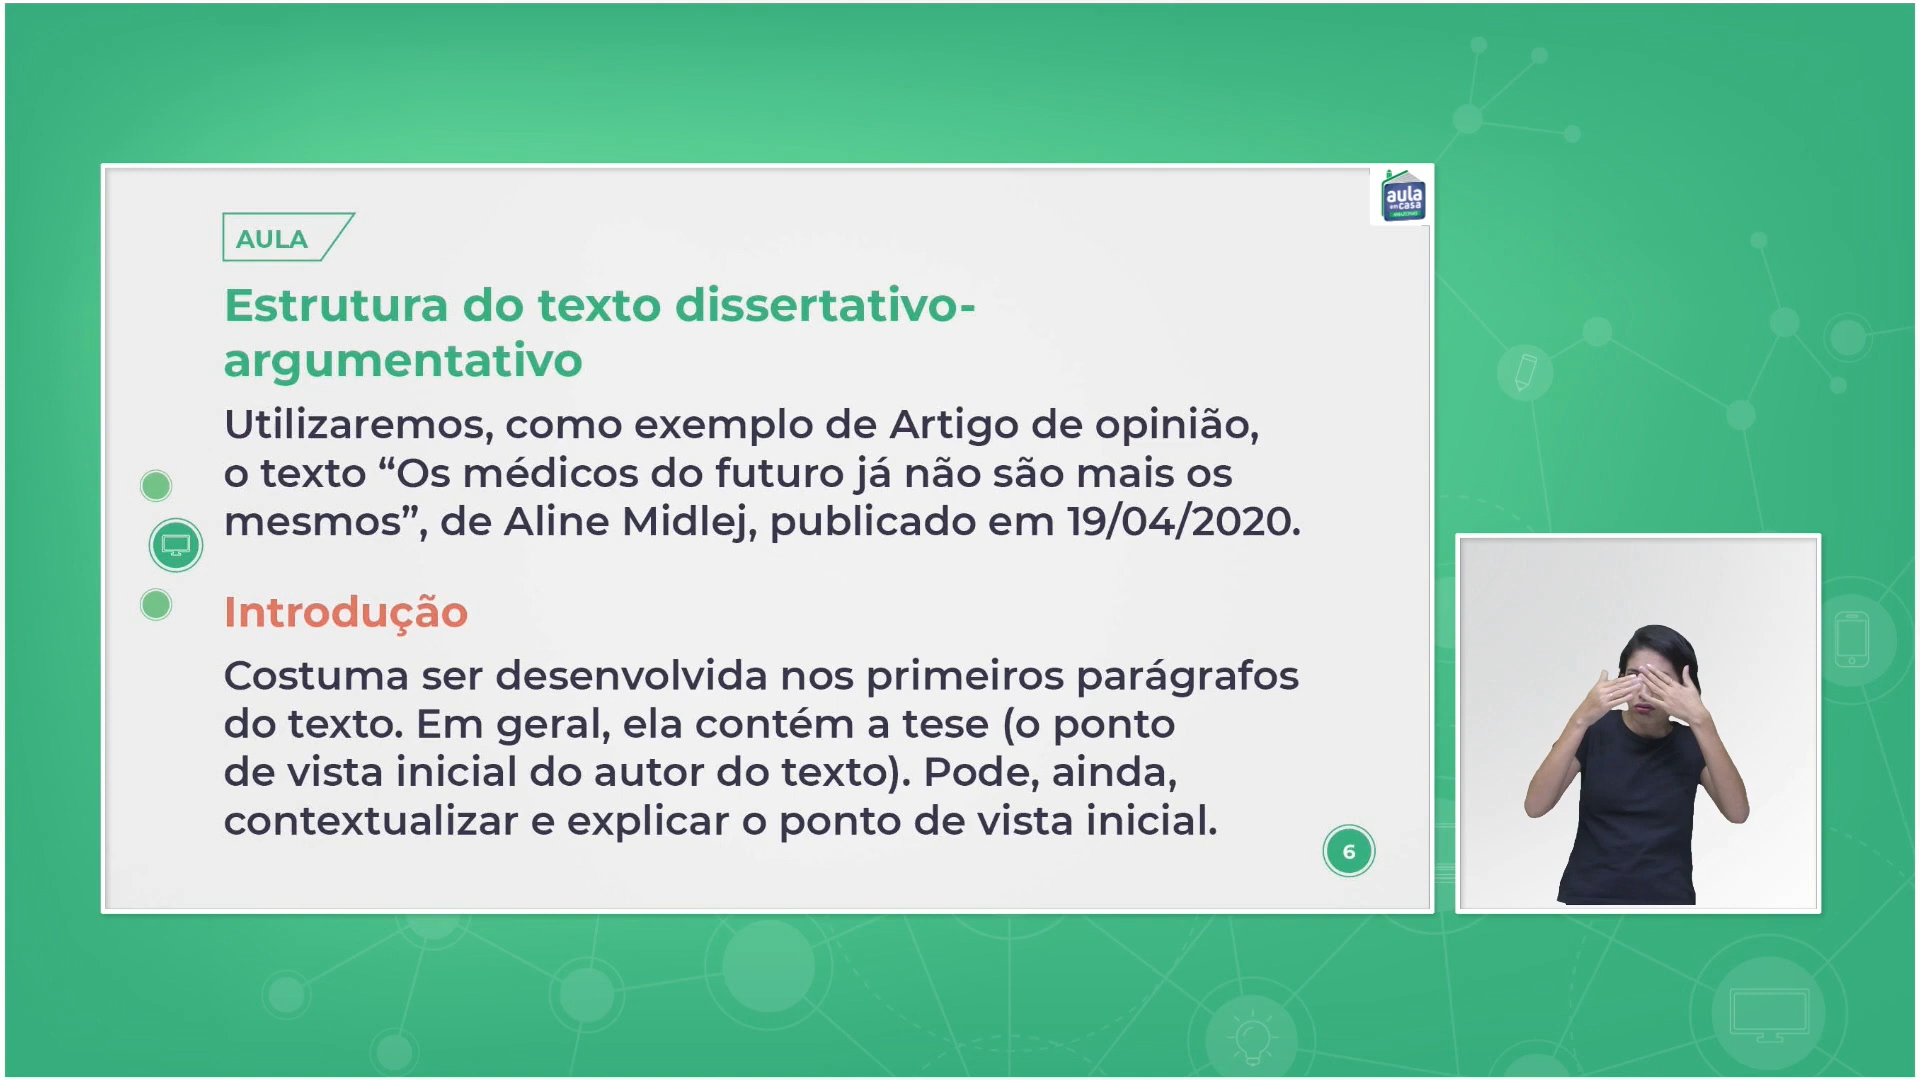 aula
em casa
AULA
Estrutura do texto dissertativo-
argumentativo
Utilizaremos, como exemplo de Artigo de opinião,
o texto “Os médicos do futuro já não são mais os
mesmos”, de Aline Midlej, publicado em 19/04/2020.
Introdução
Costuma ser desenvolvida nos primeiros parágrafos
do texto. Em geral, ela contém a tese (o ponto
de vista inicial do autor do texto). Pode, ainda,
contextualizar e explicar o ponto de vista inicial.
6